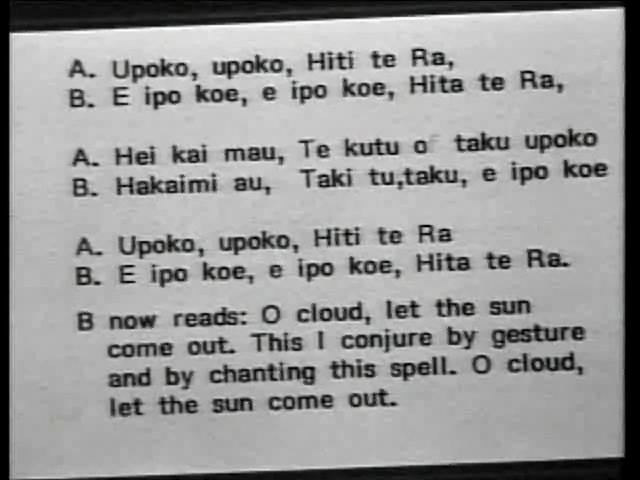 A. Upoko, upoko, Hiti te Ra,
B. E ipo koe, e ipo koe, Hita te Ra,
A. Hei kai mau, Te kutu o taku upoko
B. Hakaimi au, Taki tu,taku, e ipo koe
A. Upoko, upoko, Hiti te Ra
B. E ipo koe, e ipo koe, Hita te Ra.
B now reads: O cloud, let the sun
come out. This I conjure by gesture
and by chanting this spell. O cloud,
let the sun come out.